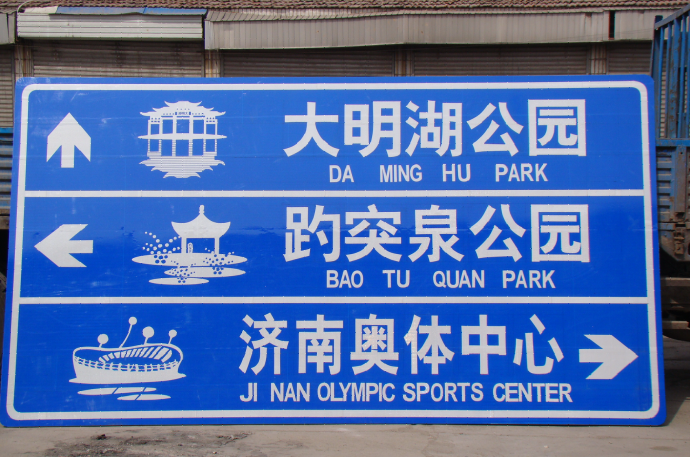 大明湖公园
DA MING HU PARK
趵突泉公园
BAO TU QUAN PARK
济南奥体中心
JI NAN OLYMPIC SPORTS CENTER